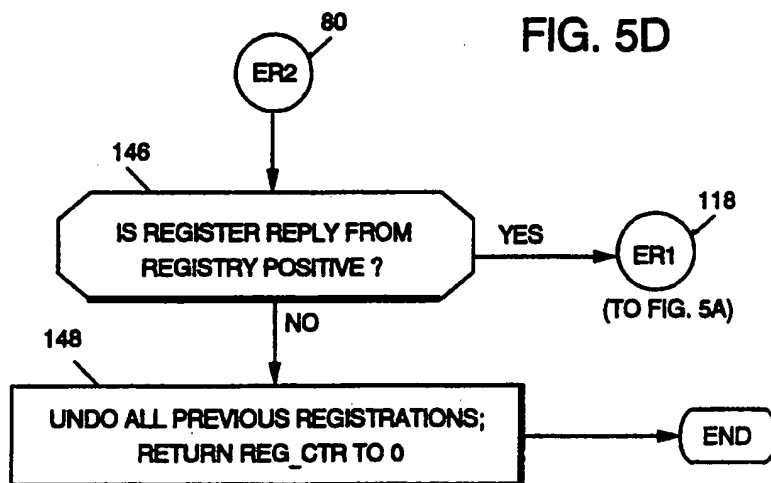 80
FIG. 5D
ER2
146
118
IS REGISTER REPLY FROM
REGISTRY POSITIVE ?
YES
ER1
(TO FIG. 5A)
NO
148
UNDO ALL PREVIOUS REGISTRATIONS;
RETURN REG_CTR TO 0
END